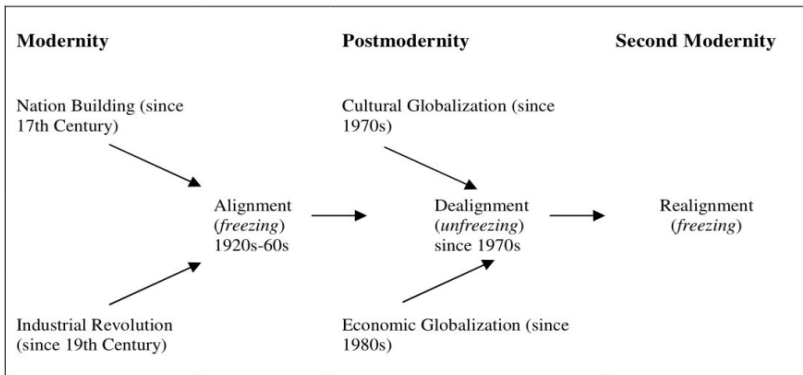 Modernity
Postmodernity
Second Modernity
Nation Building (since
17th Century)
Cultural Globalization (since
1970s)
Alignment
(freezing)
1920s-60s
Dealignment
(unfreezing)
since 1970s
Realignment
(freezing)
Industrial Revolution
(since 19th Century)
Economic Globalization (since
1980s)